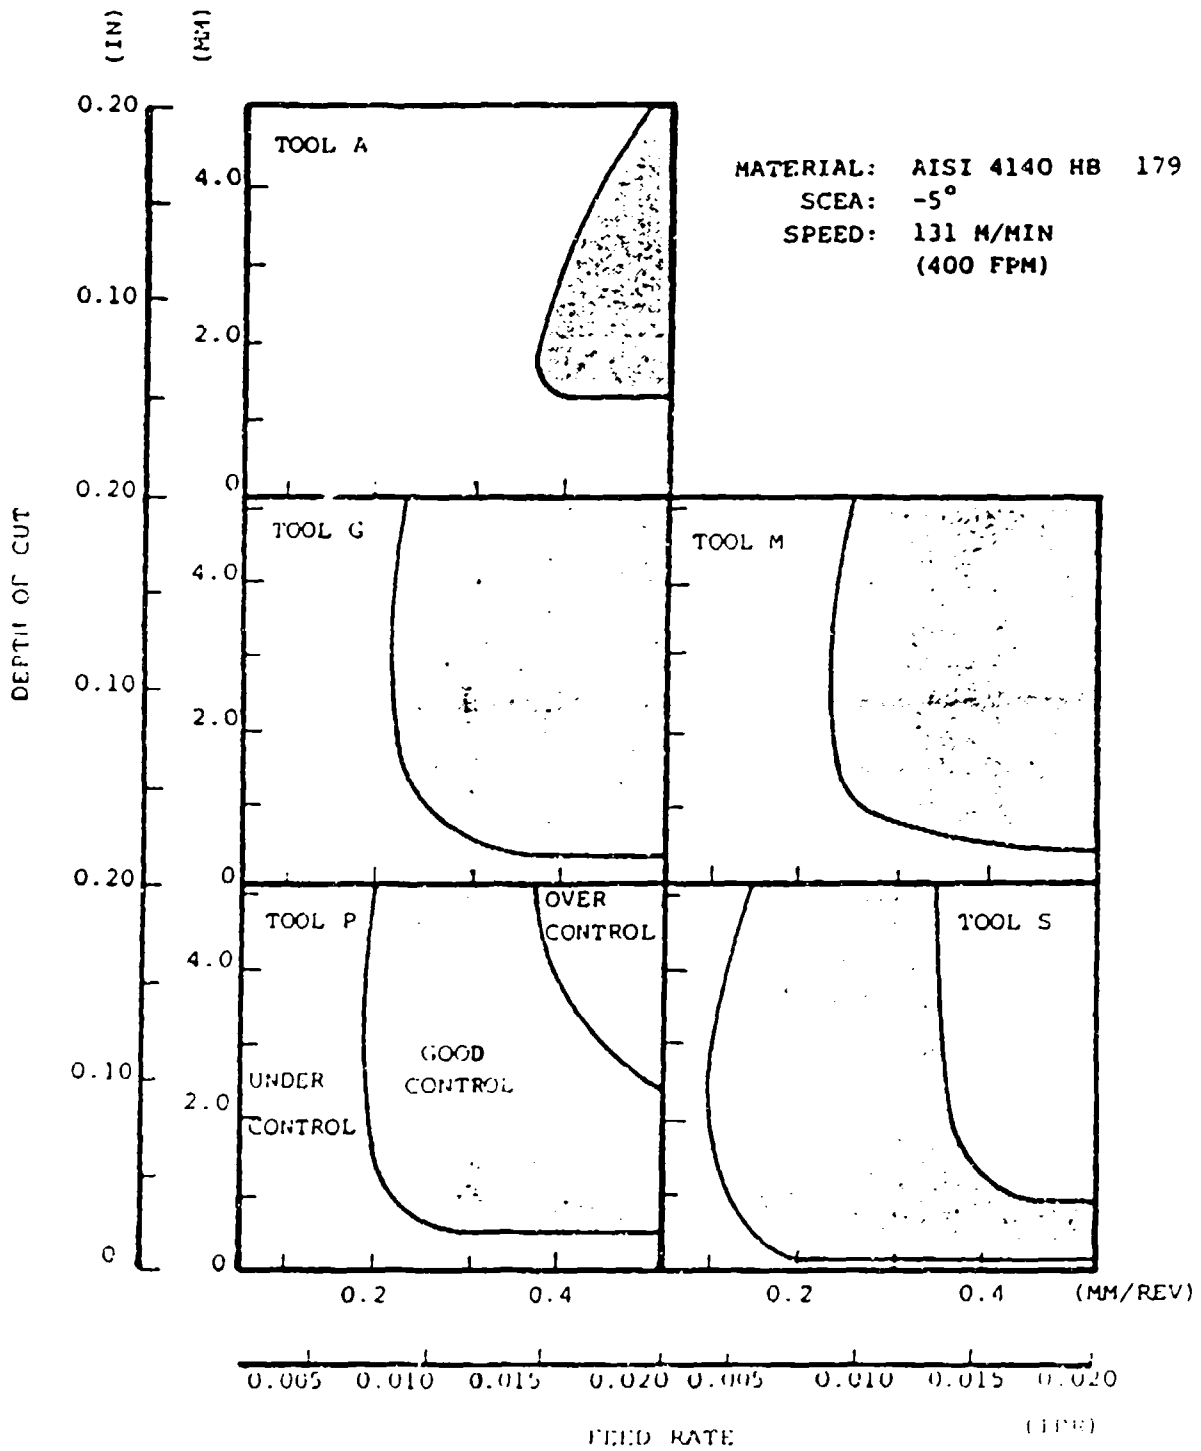 (IN)
(MM)
0.20
TOOL A
4.0
MATERIAL: AISI 4140 HB 179
SCEA: -5°
SPEED: 131 M/MIN
(400 FPM)
0.10
2.0
0
0.20
TOOL G
TOOL M
DEPTH OF CUT
4.0
0.10
2.0
0
0.20
OVER
CONTROL
TOOL P
TOOL S
4.0
GOOD
CONTROL
0.10
UNDER
CONTROL
2.0
0
0
0.2 0.4 0.2 0.4 (MM/REV)
0.005 0.010 0.015 0.020 0.005 0.010 0.015 0.020
(IPR)
FEED RATE